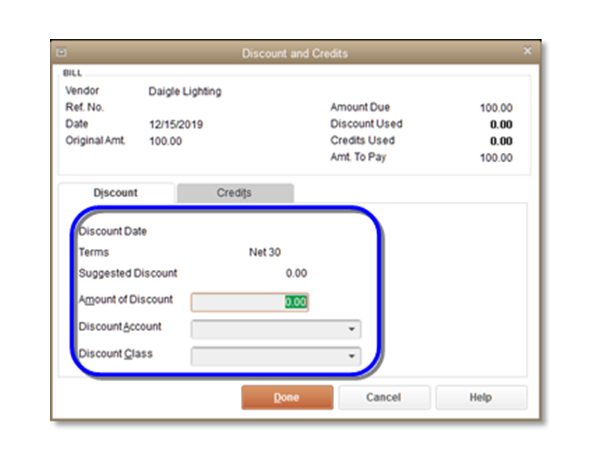 Discount and Credits
BILL
Vendor Daigle Lighting
Ref. No. Amount Due 100.00
Date 12/15/2019 Discount Used 0.00
Original Amt. 100.00 Credits Used 0.00
Amt. To Pay 100.00
Discount Credits
Discount Date
Terms Net 30
Suggested Discount 0.00
Amount of Discount 0.00
Discount Account
Discount Class
Done Cancel Help